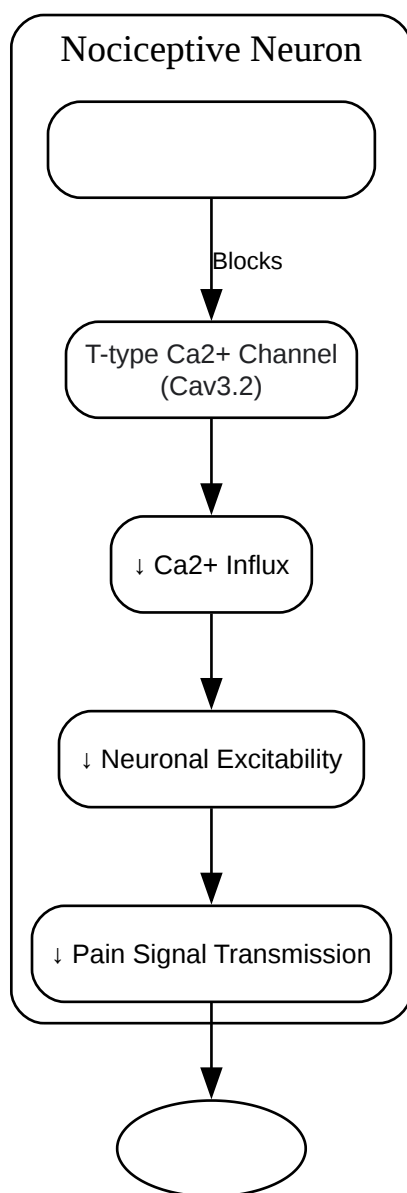 Nociceptive Neuron
Blocks
T-type Ca2+ Channel
(Cav3.2)
↓ Ca2+ Influx
↓ Neuronal Excitability
↓ Pain Signal Transmission